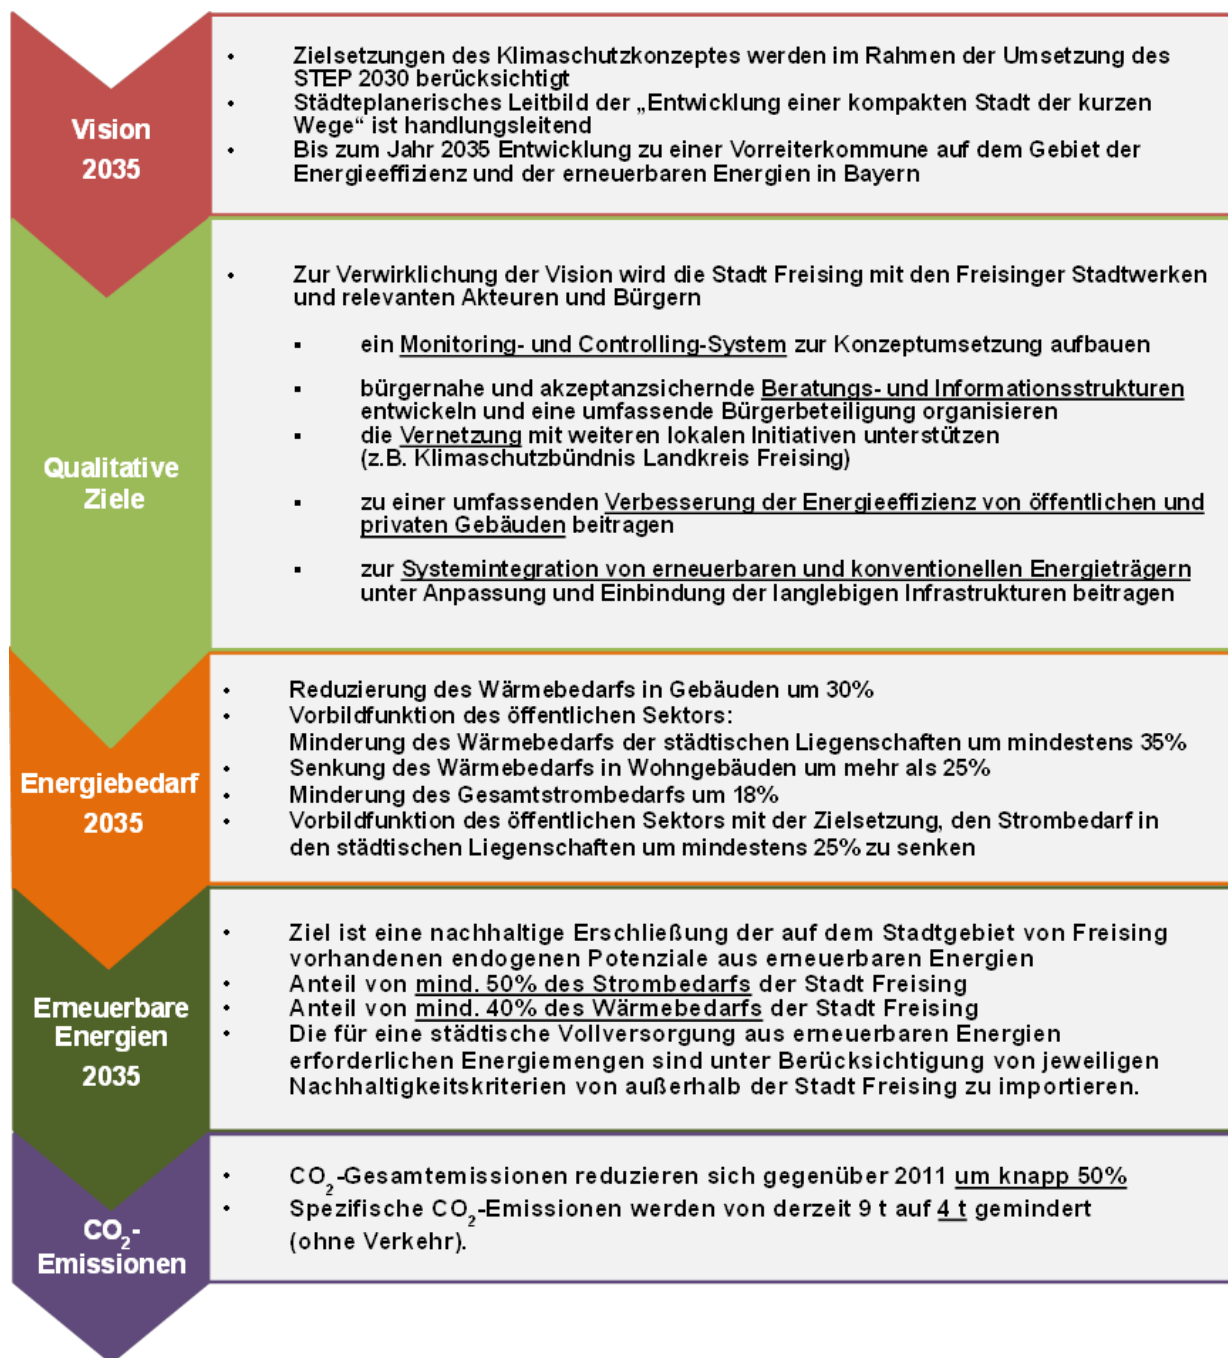 Vision
2035
• Zielsetzungen des Klimaschutzkonzeptes werden im Rahmen der Umsetzung des
STEP 2030 berücksichtigt
• Städteplanerisches Leitbild der „Entwicklung einer kompakten Stadt der kurzen
Wege“ ist handlungsleitend
• Bis zum Jahr 2035 Entwicklung zu einer Vorreiterkommune auf dem Gebiet der
Energieeffizienz und der erneuerbaren Energien in Bayern
Qualitative
Ziele
• Zur Verwirklichung der Vision wird die Stadt Freising mit den Freisinger Stadtwerken
und relevanten Akteuren und Bürgern
▪ ein Monitoring- und Controlling-System zur Konzeptumsetzung aufbauen
▪ bürgernahe und akzeptanzsichernde Beratungs- und Informationsstrukturen
entwickeln und eine umfassende Bürgerbeteiligung organisieren
▪ die Vernetzung mit weiteren lokalen Initiativen unterstützen
(z.B. Klimaschutzbündnis Landkreis Freising)
▪ zu einer umfassenden Verbesserung der Energieeffizienz von öffentlichen und
privaten Gebäuden beitragen
▪ zur Systemintegration von erneuerbaren und konventionellen Energieträgern
unter Anpassung und Einbindung der langlebigen Infrastrukturen beitragen
Energiebedarf
2035
• Reduzierung des Wärmebedarfs in Gebäuden um 30%
• Vorbildfunktion des öffentlichen Sektors:
Minderung des Wärmebedarfs der städtischen Liegenschaften um mindestens 35%
• Senkung des Wärmebedarfs in Wohngebäuden um mehr als 25%
• Minderung des Gesamtstrombedarfs um 18%
• Vorbildfunktion des öffentlichen Sektors mit der Zielsetzung, den Strombedarf in
den städtischen Liegenschaften um mindestens 25% zu senken
Erneuerbare
Energien
2035
• Ziel ist eine nachhaltige Erschließung der auf dem Stadtgebiet von Freising
vorhandenen endogenen Potenziale aus erneuerbaren Energien
• Anteil von mind. 50% des Strombedarfs der Stadt Freising
• Anteil von mind. 40% des Wärmebedarfs der Stadt Freising
• Die für eine städtische Vollversorgung aus erneuerbaren Energien
erforderlichen Energiemengen sind unter Berücksichtigung von jeweiligen
Nachhaltigkeitskriterien von außerhalb der Stadt Freising zu importieren.
CO₂-
Emissionen
• CO₂-Gesamtemissionen reduzieren sich gegenüber 2011 um knapp 50%
• Spezifische CO₂-Emissionen werden von derzeit 9 t auf 4 t gemindert
(ohne Verkehr).